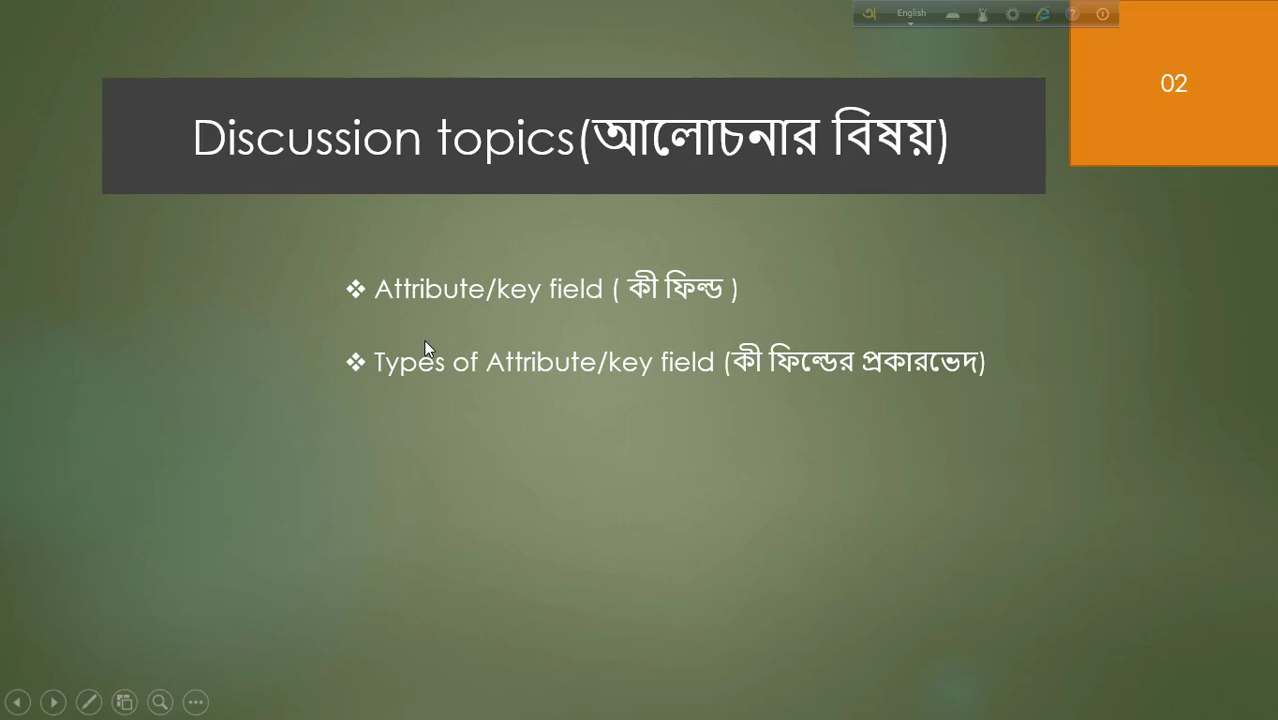 English
02
Discussion topics(আলোচনার বিষয়)
❖ Attribute/key field ( কী ফিল্ড )
❖ Types of Attribute/key field (কী ফিল্ডের প্রকারভেদ)